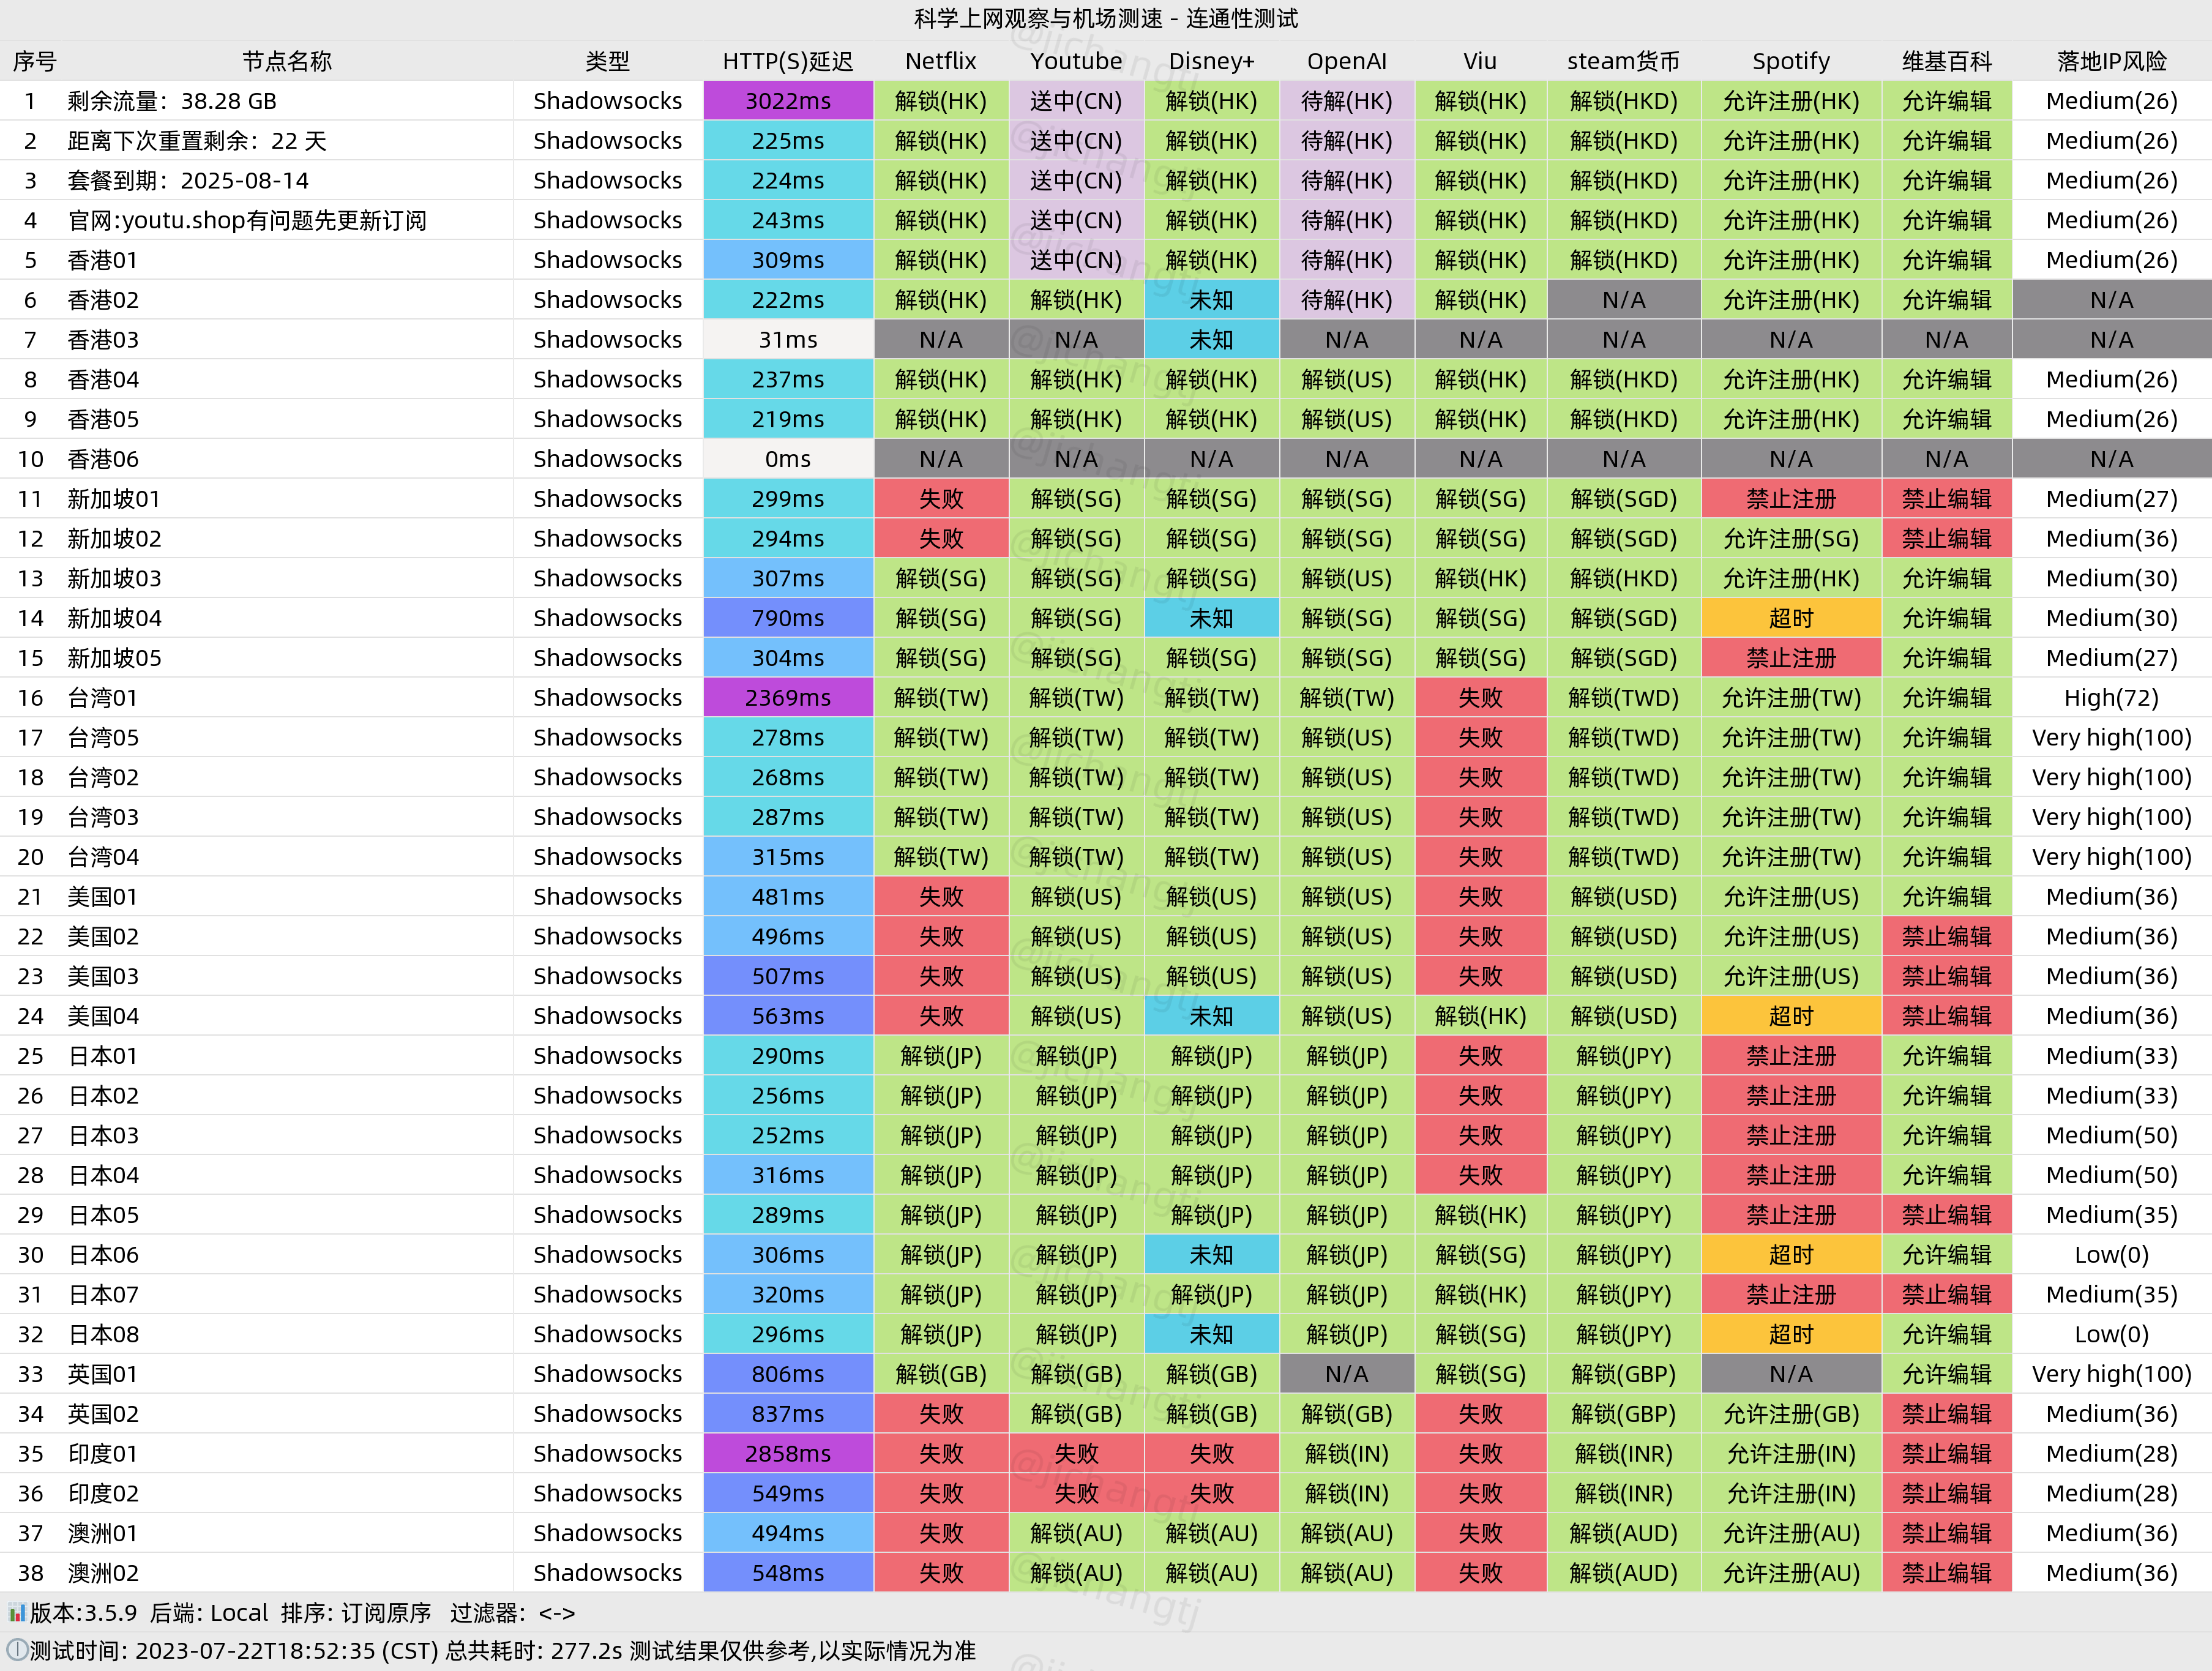 科学上网观察与机场测速 - 连通性测试
序号 节点名称 类型 HTTP(S)延迟 Netflix Youtube Disney+ OpenAI Viu steam货币 Spotify 维基百科 落地IP风险
1 剩余流量：38.28 GB Shadowsocks 3022ms 解锁(HK) 送中(CN) 解锁(HK) 待解(HK) 解锁(HK) 解锁(HKD) 允许注册(HK) 允许编辑 Medium(26)
2 距离下次重置剩余：22 天 Shadowsocks 225ms 解锁(HK) 送中(CN) 解锁(HK) 待解(HK) 解锁(HK) 解锁(HKD) 允许注册(HK) 允许编辑 Medium(26)
3 套餐到期：2025-08-14 Shadowsocks 224ms 解锁(HK) 送中(CN) 解锁(HK) 待解(HK) 解锁(HK) 解锁(HKD) 允许注册(HK) 允许编辑 Medium(26)
4 官网:youtu.shop有问题先更新订阅 Shadowsocks 243ms 解锁(HK) 送中(CN) 解锁(HK) 待解(HK) 解锁(HK) 解锁(HKD) 允许注册(HK) 允许编辑 Medium(26)
5 香港01 Shadowsocks 309ms 解锁(HK) 送中(CN) 解锁(HK) 待解(HK) 解锁(HK) 解锁(HKD) 允许注册(HK) 允许编辑 Medium(26)
6 香港02 Shadowsocks 222ms 解锁(HK) 解锁(HK) 未知 待解(HK) 解锁(HK) N/A 允许注册(HK) 允许编辑 N/A
7 香港03 Shadowsocks 31ms N/A N/A 未知 N/A N/A N/A N/A N/A N/A
8 香港04 Shadowsocks 237ms 解锁(HK) 解锁(HK) 解锁(HK) 解锁(US) 解锁(HK) 解锁(HKD) 允许注册(HK) 允许编辑 Medium(26)
9 香港05 Shadowsocks 219ms 解锁(HK) 解锁(HK) 解锁(HK) 解锁(US) 解锁(HK) 解锁(HKD) 允许注册(HK) 允许编辑 Medium(26)
10 香港06 Shadowsocks 0ms N/A N/A N/A N/A N/A N/A N/A N/A N/A
11 新加坡01 Shadowsocks 299ms 失败 解锁(SG) 解锁(SG) 解锁(SG) 解锁(SG) 解锁(SGD) 禁止注册 禁止编辑 Medium(27)
12 新加坡02 Shadowsocks 294ms 失败 解锁(SG) 解锁(SG) 解锁(SG) 解锁(SG) 解锁(SGD) 允许注册(SG) 禁止编辑 Medium(36)
13 新加坡03 Shadowsocks 307ms 解锁(SG) 解锁(SG) 解锁(SG) 解锁(US) 解锁(HK) 解锁(HKD) 允许注册(HK) 允许编辑 Medium(30)
14 新加坡04 Shadowsocks 790ms 解锁(SG) 解锁(SG) 未知 解锁(SG) 解锁(SG) 解锁(SGD) 超时 允许编辑 Medium(30)
15 新加坡05 Shadowsocks 304ms 解锁(SG) 解锁(SG) 解锁(SG) 解锁(SG) 解锁(SG) 解锁(SGD) 禁止注册 允许编辑 Medium(27)
16 台湾01 Shadowsocks 2369ms 解锁(TW) 解锁(TW) 解锁(TW) 解锁(TW) 失败 解锁(TWD) 允许注册(TW) 允许编辑 High(72)
17 台湾05 Shadowsocks 278ms 解锁(TW) 解锁(TW) 解锁(TW) 解锁(US) 失败 解锁(TWD) 允许注册(TW) 允许编辑 Very high(100)
18 台湾02 Shadowsocks 268ms 解锁(TW) 解锁(TW) 解锁(TW) 解锁(US) 失败 解锁(TWD) 允许注册(TW) 允许编辑 Very high(100)
19 台湾03 Shadowsocks 287ms 解锁(TW) 解锁(TW) 解锁(TW) 解锁(US) 失败 解锁(TWD) 允许注册(TW) 允许编辑 Very high(100)
20 台湾04 Shadowsocks 315ms 解锁(TW) 解锁(TW) 解锁(TW) 解锁(US) 失败 解锁(TWD) 允许注册(TW) 允许编辑 Very high(100)
21 美国01 Shadowsocks 481ms 失败 解锁(US) 解锁(US) 解锁(US) 失败 解锁(USD) 允许注册(US) 允许编辑 Medium(36)
22 美国02 Shadowsocks 496ms 失败 解锁(US) 解锁(US) 解锁(US) 失败 解锁(USD) 允许注册(US) 禁止编辑 Medium(36)
23 美国03 Shadowsocks 507ms 失败 解锁(US) 解锁(US) 解锁(US) 失败 解锁(USD) 允许注册(US) 禁止编辑 Medium(36)
24 美国04 Shadowsocks 563ms 失败 解锁(US) 未知 解锁(US) 解锁(HK) 解锁(USD) 超时 禁止编辑 Medium(36)
25 日本01 Shadowsocks 290ms 解锁(JP) 解锁(JP) 解锁(JP) 解锁(JP) 失败 解锁(JPY) 禁止注册 允许编辑 Medium(33)
26 日本02 Shadowsocks 256ms 解锁(JP) 解锁(JP) 解锁(JP) 解锁(JP) 失败 解锁(JPY) 禁止注册 允许编辑 Medium(33)
27 日本03 Shadowsocks 252ms 解锁(JP) 解锁(JP) 解锁(JP) 解锁(JP) 失败 解锁(JPY) 禁止注册 允许编辑 Medium(50)
28 日本04 Shadowsocks 316ms 解锁(JP) 解锁(JP) 解锁(JP) 解锁(JP) 失败 解锁(JPY) 禁止注册 允许编辑 Medium(50)
29 日本05 Shadowsocks 289ms 解锁(JP) 解锁(JP) 解锁(JP) 解锁(JP) 解锁(HK) 解锁(JPY) 禁止注册 禁止编辑 Medium(35)
30 日本06 Shadowsocks 306ms 解锁(JP) 解锁(JP) 未知 解锁(JP) 解锁(SG) 解锁(JPY) 超时 允许编辑 Low(0)
31 日本07 Shadowsocks 320ms 解锁(JP) 解锁(JP) 解锁(JP) 解锁(JP) 解锁(HK) 解锁(JPY) 禁止注册 禁止编辑 Medium(35)
32 日本08 Shadowsocks 296ms 解锁(JP) 解锁(JP) 未知 解锁(JP) 解锁(SG) 解锁(JPY) 超时 允许编辑 Low(0)
33 英国01 Shadowsocks 806ms 解锁(GB) 解锁(GB) 解锁(GB) N/A 解锁(SG) 解锁(GBP) N/A 允许编辑 Very high(100)
34 英国02 Shadowsocks 837ms 失败 解锁(GB) 解锁(GB) 解锁(GB) 失败 解锁(GBP) 允许注册(GB) 禁止编辑 Medium(36)
35 印度01 Shadowsocks 2858ms 失败 失败 失败 解锁(IN) 失败 解锁(INR) 允许注册(IN) 禁止编辑 Medium(28)
36 印度02 Shadowsocks 549ms 失败 失败 失败 解锁(IN) 失败 解锁(INR) 允许注册(IN) 禁止编辑 Medium(28)
37 澳洲01 Shadowsocks 494ms 失败 解锁(AU) 解锁(AU) 解锁(AU) 失败 解锁(AUD) 允许注册(AU) 禁止编辑 Medium(36)
38 澳洲02 Shadowsocks 548ms 失败 解锁(AU) 解锁(AU) 解锁(AU) 失败 解锁(AUD) 允许注册(AU) 禁止编辑 Medium(36)
版本:3.5.9 后端: Local 排序: 订阅原序 过滤器: <->
测试时间: 2023-07-22T18:52:35 (CST) 总共耗时: 277.2s 测试结果仅供参考,以实际情况为准
@jichangtj